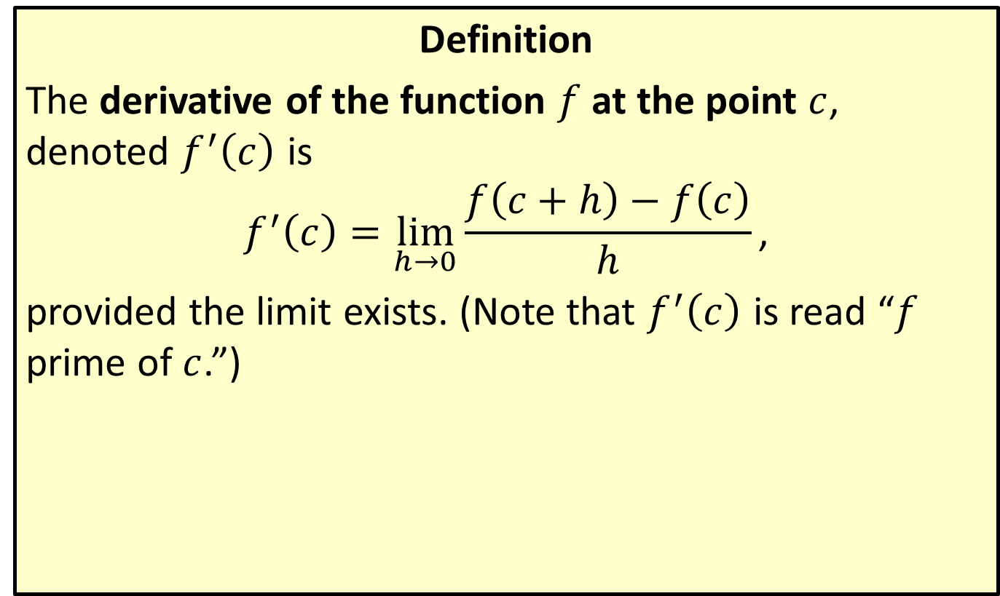 Definition
The derivative of the function f at the point c,
denoted f′(c) is
f′(c) = lim_{h→0} \frac{f(c + h) − f(c)}{h},
provided the limit exists. (Note that f′(c) is read “f
prime of c.”)